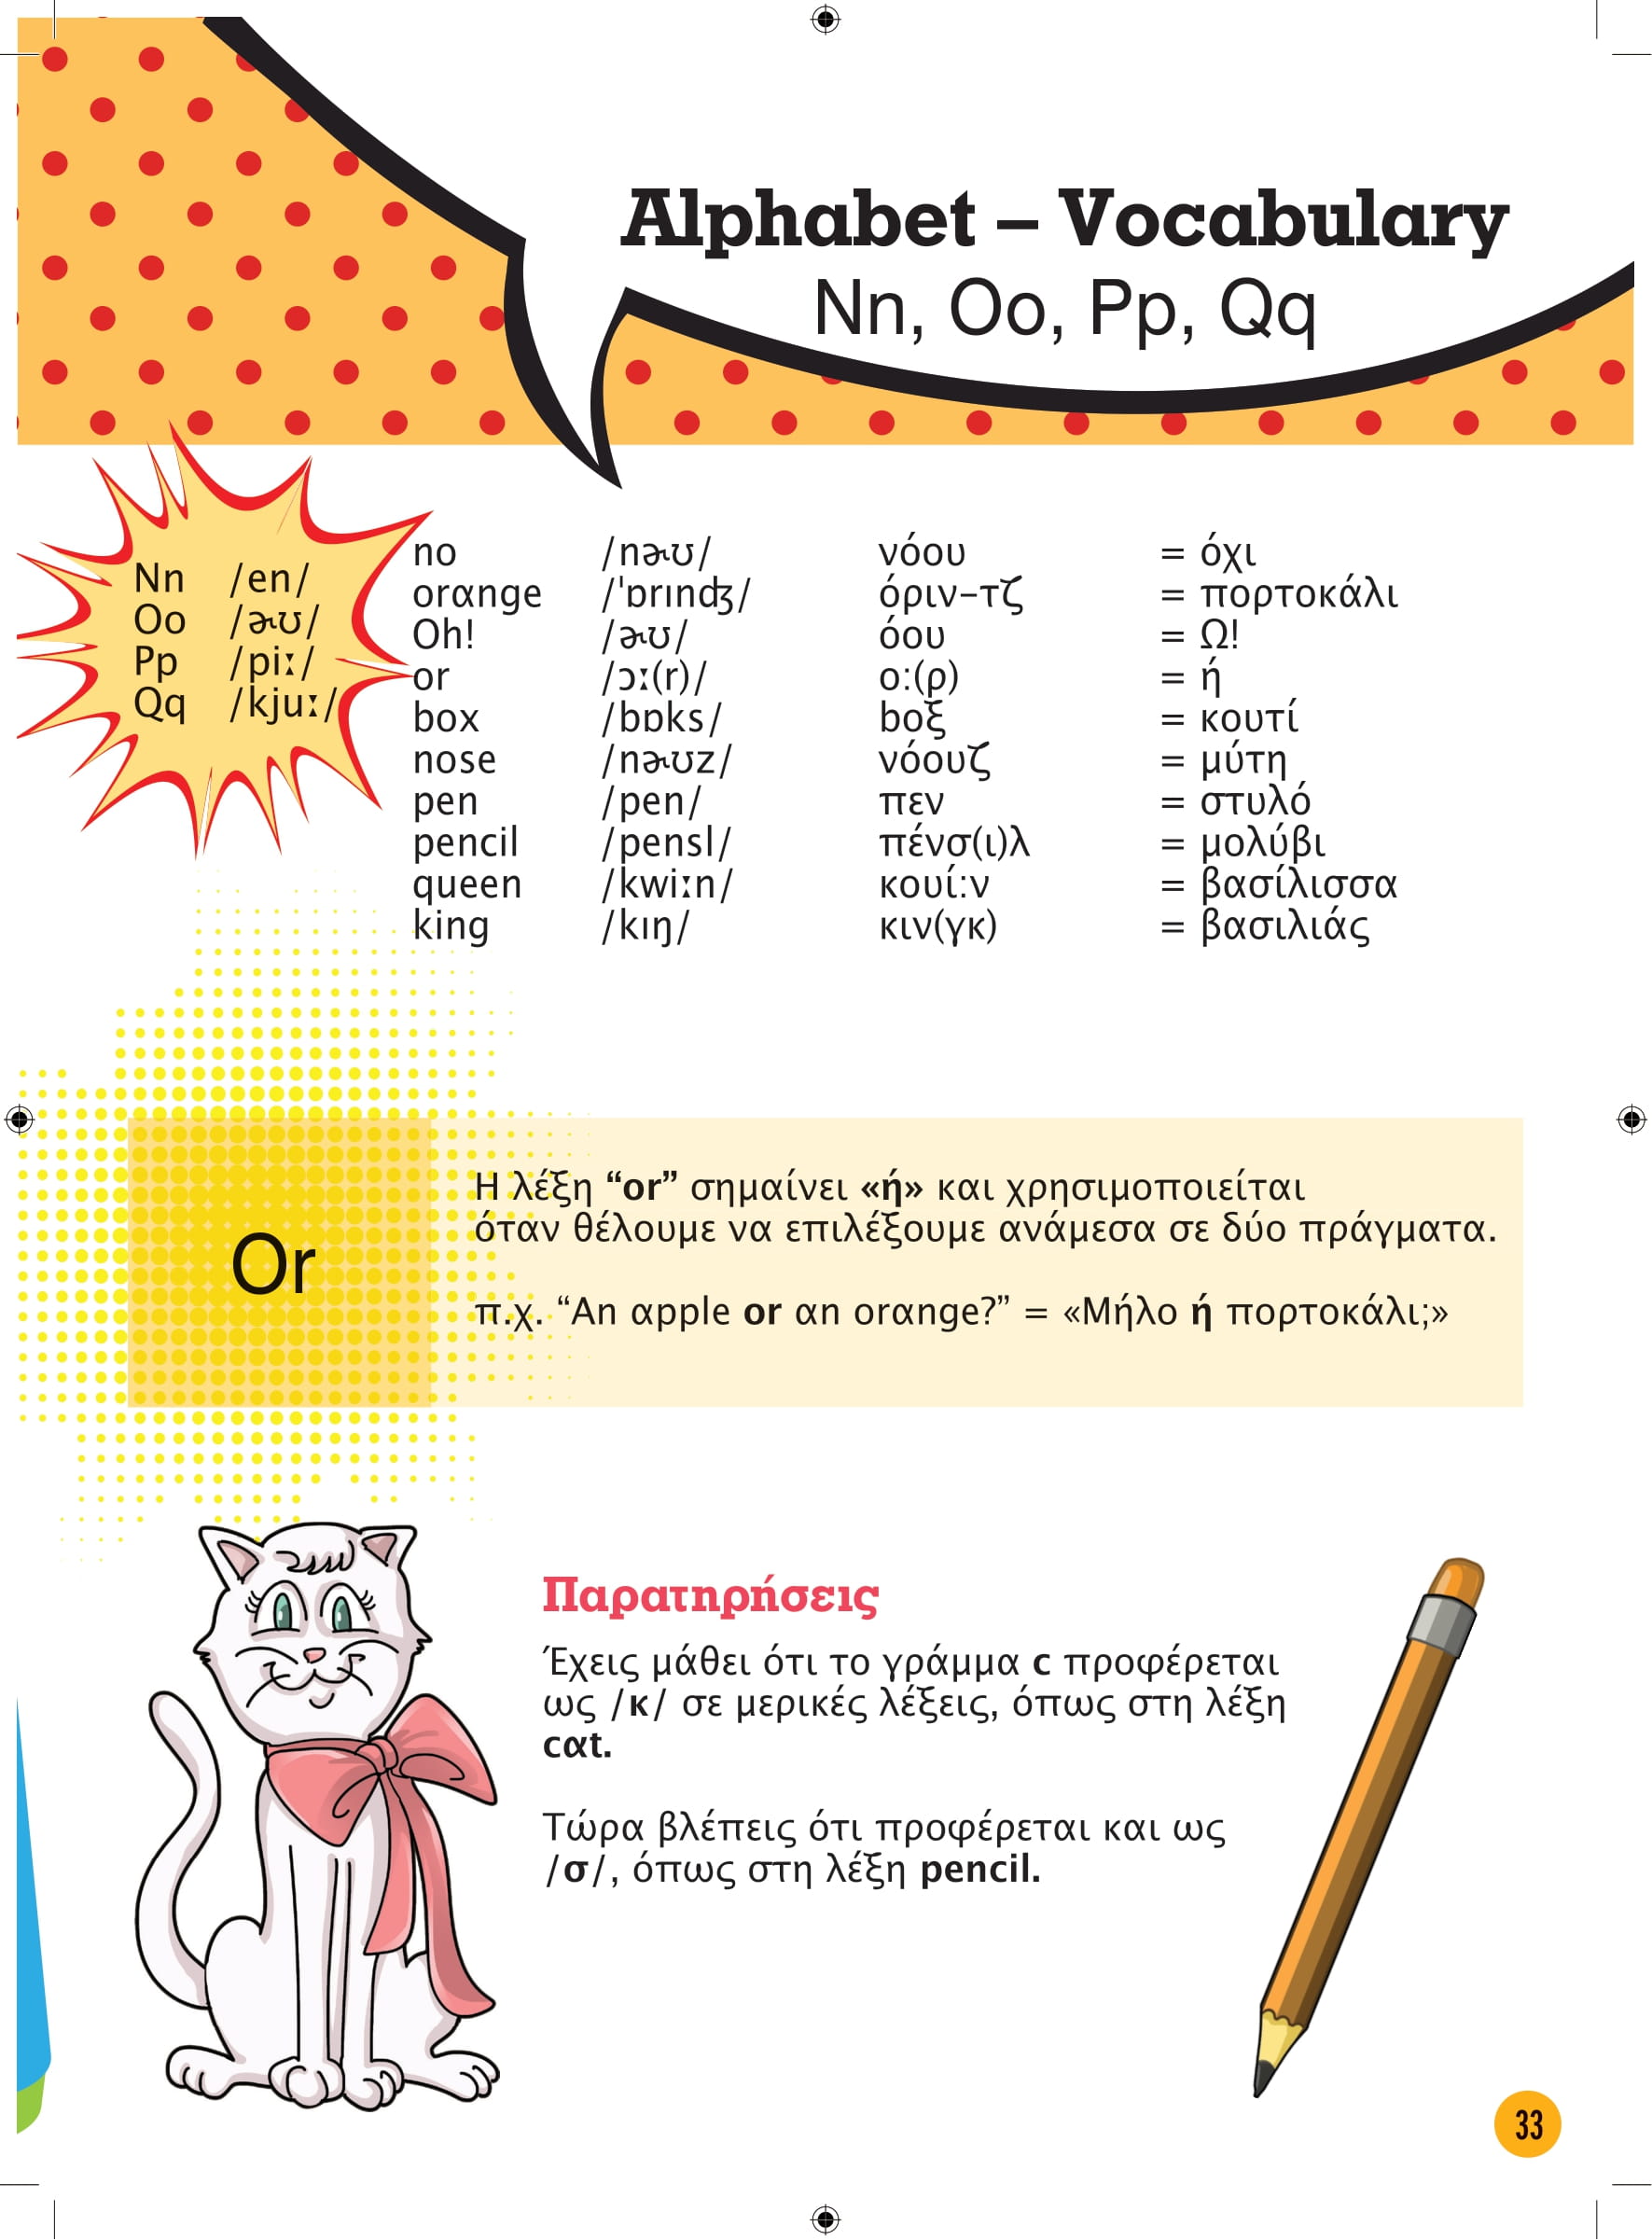 Alphabet – Vocabulary
Nn, Oo, Pp, Qq
Nn /en/
Oo /ɚʊ/
Pp /piː/
Qq /kjuː/
no /nɚʊ/ νόου = όχι
orange /ˈɒrɪnʤ/ όριν-τζ = πορτοκάλι
Oh! /ɚʊ/ όου = Ω!
or /ɔː(r)/ ο:(ρ) = ή
box /bɒks/ boξ = κουτί
nose /nɚʊz/ νόουζ = μύτη
pen /pen/ πεν = στυλό
pencil /pensl/ πένσ(ι)λ = μολύβι
queen /kwiːn/ κουί:ν = βασίλισσα
king /kɪŋ/ κιν(γκ) = βασιλιάς
Or
Η λέξη “or” σημαίνει «ή» και χρησιμοποιείται
όταν θέλουμε να επιλέξουμε ανάμεσα σε δύο πράγματα.
π.χ. “An apple or an orange?” = «Μήλο ή πορτοκάλι;»
Παρατηρήσεις
Έχεις μάθει ότι το γράμμα c προφέρεται
ως /κ/ σε μερικές λέξεις, όπως στη λέξη
cat.
Τώρα βλέπεις ότι προφέρεται και ως
/σ/, όπως στη λέξη pencil.
33